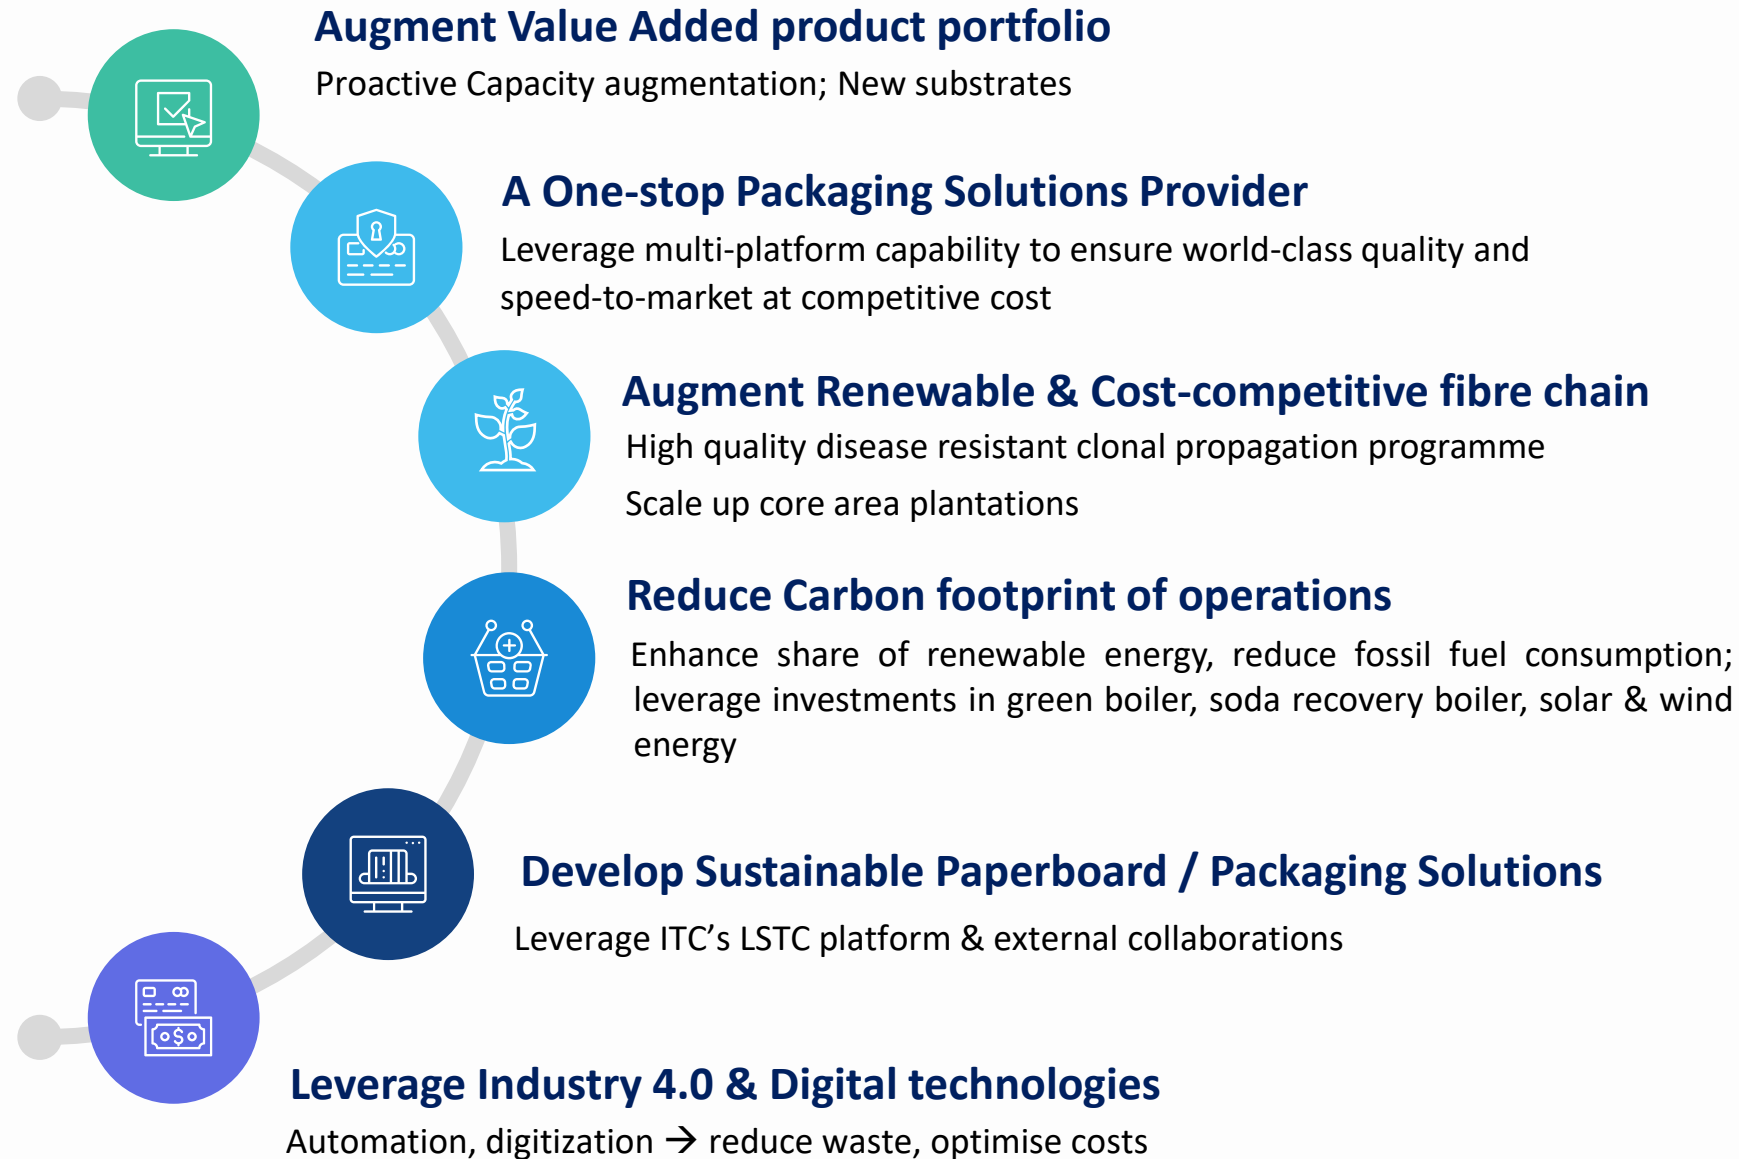 Augment Value Added product portfolio
Proactive Capacity augmentation; New substrates
A One-stop Packaging Solutions Provider
Leverage multi-platform capability to ensure world-class quality and
speed-to-market at competitive cost
Augment Renewable & Cost-competitive fibre chain
High quality disease resistant clonal propagation programme
Scale up core area plantations
Reduce Carbon footprint of operations
Enhance share of renewable energy, reduce fossil fuel consumption;
leverage investments in green boiler, soda recovery boiler, solar & wind
energy
Develop Sustainable Paperboard / Packaging Solutions
Leverage ITC’s LSTC platform & external collaborations
Leverage Industry 4.0 & Digital technologies
Automation, digitization → reduce waste, optimise costs